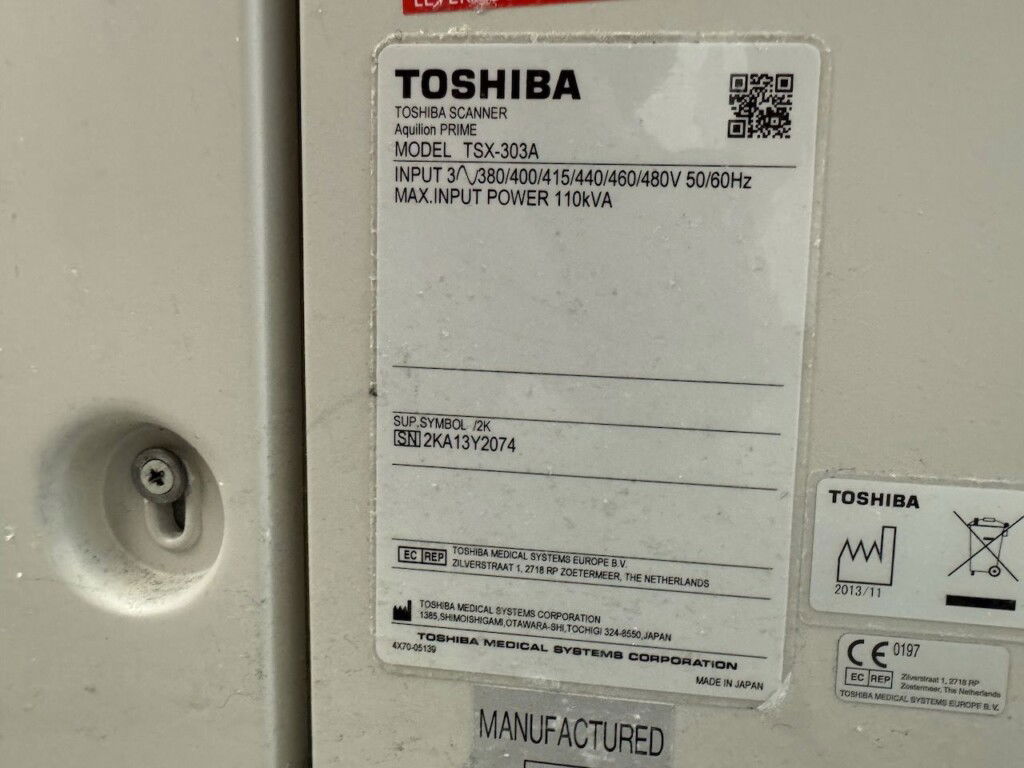 TOSHIBA
TOSHIBA SCANNER
Aquilion PRIME
MODEL TSX-303A
INPUT 3∿380/400/415/440/460/480V 50/60Hz
MAX.INPUT POWER 110kVA
SUP.SYMBOL /2K
SN 2KA13Y2074
EC REP TOSHIBA MEDICAL SYSTEMS EUROPE B.V.
ZILVERSTRAAT 1, 2718 RP ZOETERMEER, THE NETHERLANDS
TOSHIBA MEDICAL SYSTEMS CORPORATION
1385,SHIMOISHIGAMI,OTAWARA-SHI,TOCHIGI 324-8550,JAPAN
TOSHIBA MEDICAL SYSTEMS CORPORATION
4X70-05139
MADE IN JAPAN
TOSHIBA
2013/11
CE 0197
EC REP
Zilverstraat 1, 2718 RP
Zoetermeer, The Netherlands
TOSHIBA MEDICAL SYSTEMS EUROPE B.V.
MANUFACTURED